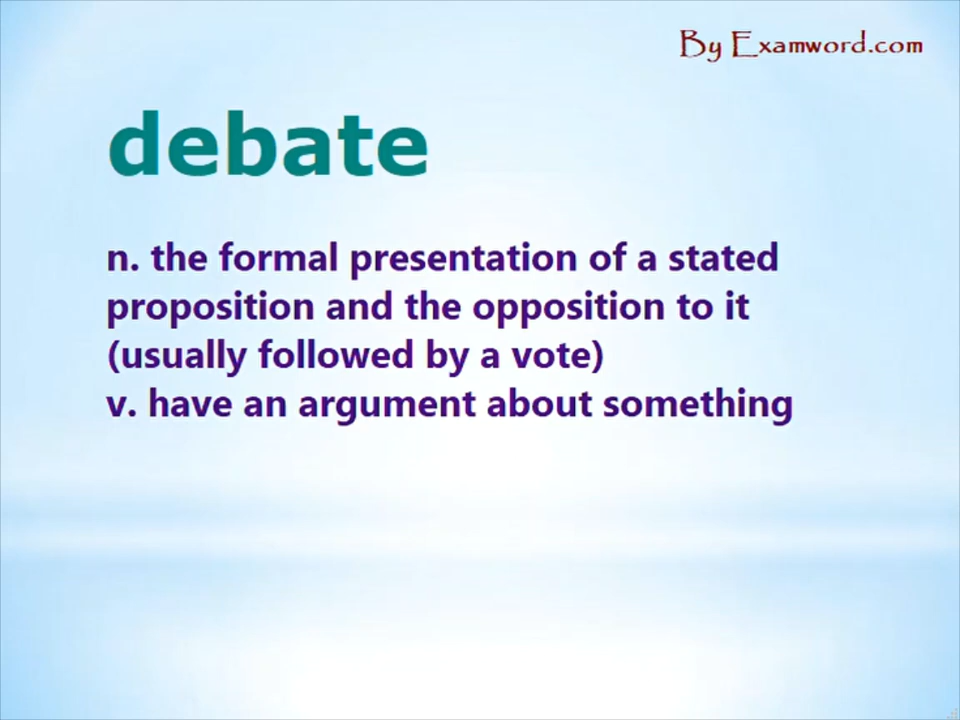 By Examword.com
debate
n. the formal presentation of a stated
proposition and the opposition to it
(usually followed by a vote)
v. have an argument about something